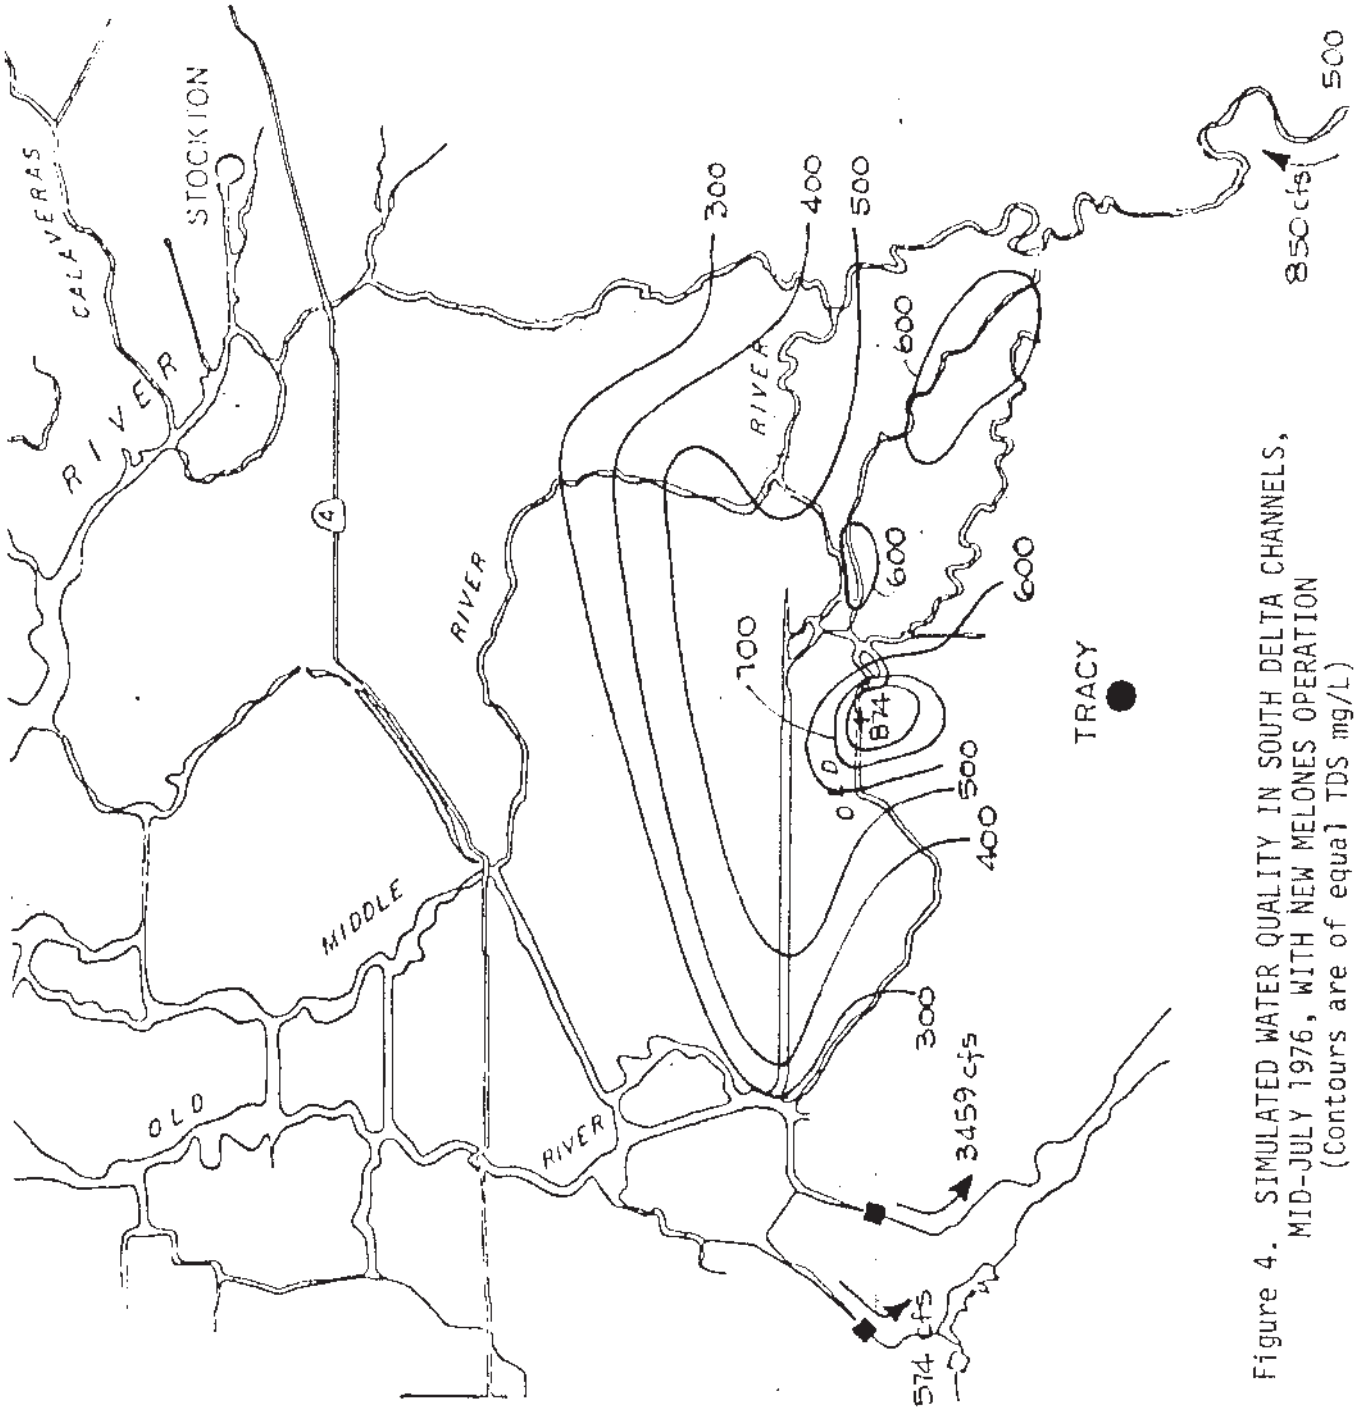 CALAVERAS
STOCKTON
RIVER
4
RIVER
MIDDLE
OLD
RIVER
300
400
500
RIVER
600
600
700
874
OLD
600
500
400
300
TRACY
3459 cfs
574 cfs
850 cfs
500
Figure 4. SIMULATED WATER QUALITY IN SOUTH DELTA CHANNELS,
MID-JULY 1976, WITH NEW MELONES OPERATION
(Contours are of equal TDS mg/L)